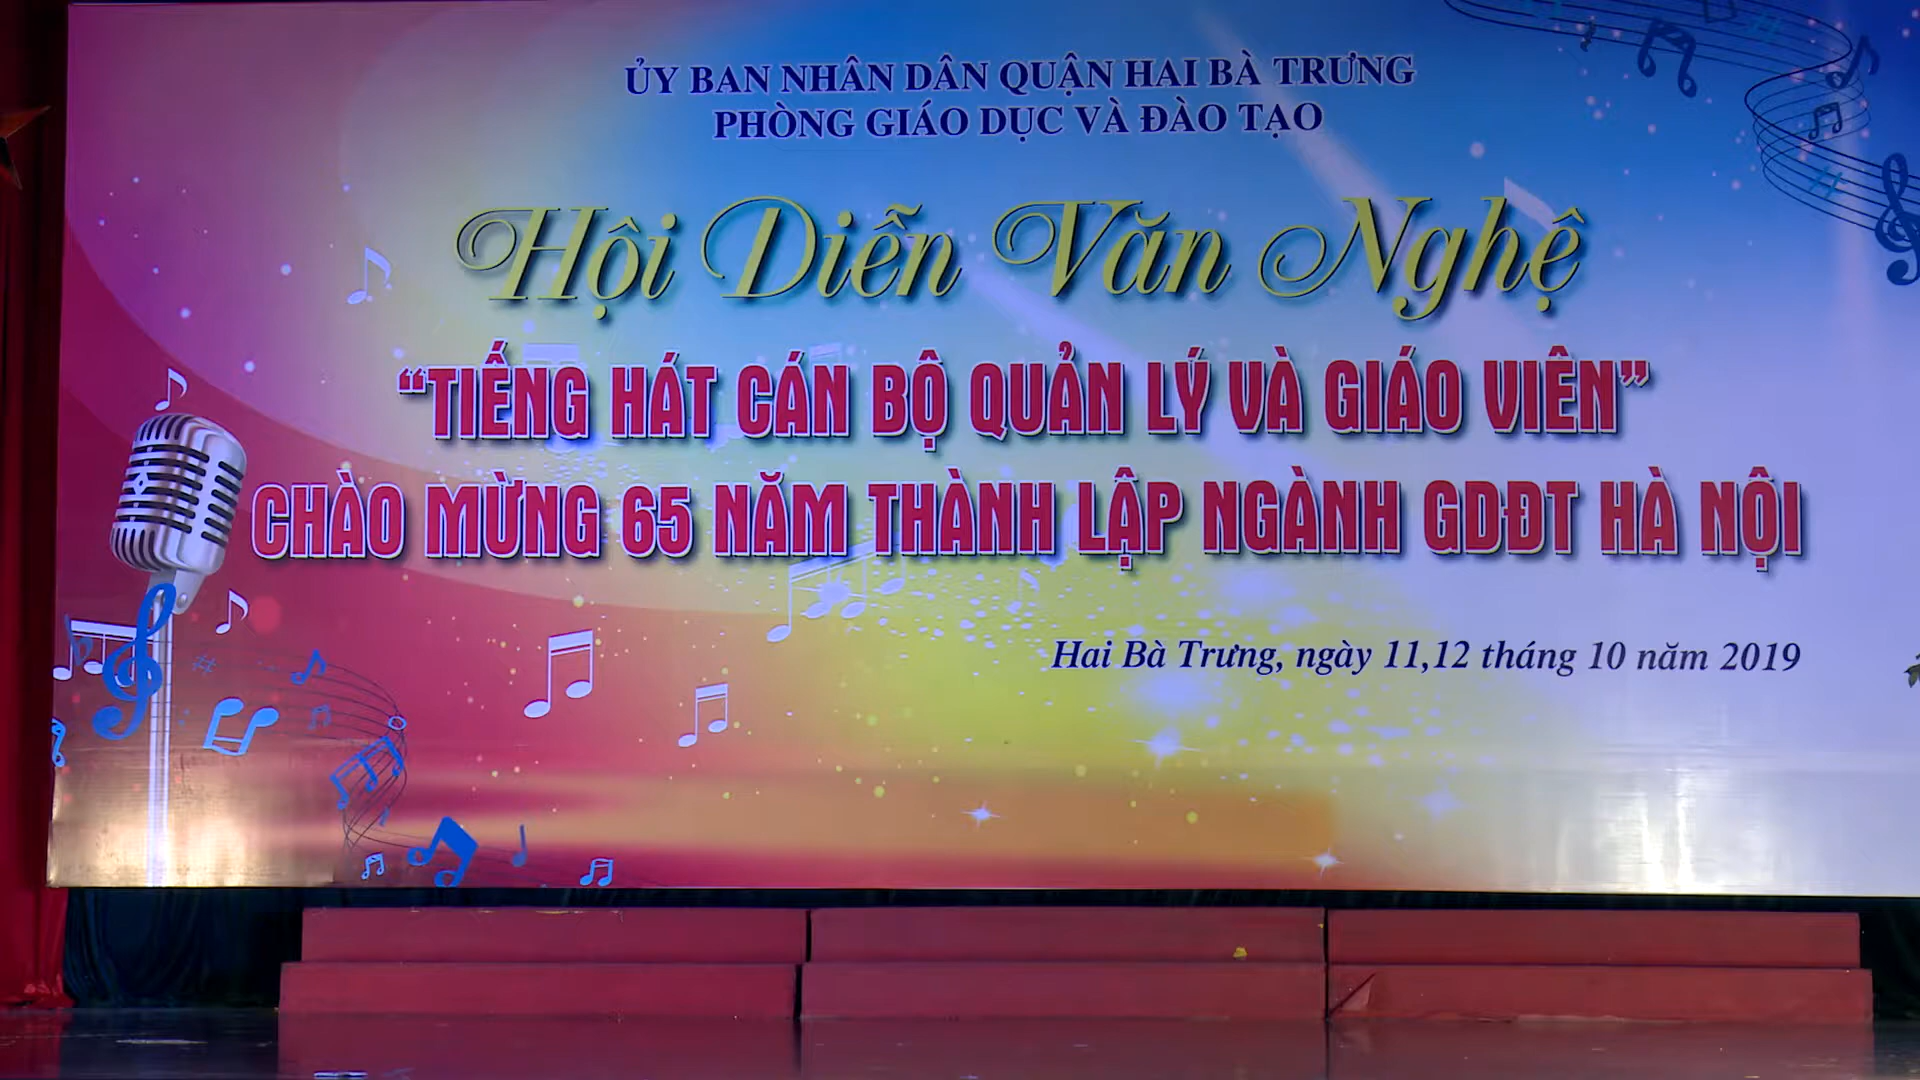 ỦY BAN NHÂN DÂN QUẬN HAI BÀ TRƯNG
PHÒNG GIÁO DỤC VÀ ĐÀO TẠO
Hội Diễn Văn Nghệ
“TIẾNG HÁT CÁN BỘ QUẢN LÝ VÀ GIÁO VIÊN”
CHÀO MỪNG 65 NĂM THÀNH LẬP NGÀNH GDĐT HÀ NỘI
Hai Bà Trưng, ngày 11,12 tháng 10 năm 2019